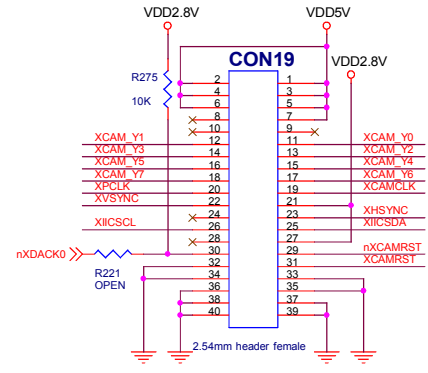 VDD2.8V VDD5V
CON19 VDD2.8V
R275
10K
2 1
4 3
6 5
8 7
10 9
XCAM_Y1 12 11 XCAM_Y0
XCAM_Y3 14 13 XCAM_Y2
XCAM_Y5 16 15 XCAM_Y4
XCAM_Y7 18 17 XCAM_Y6
XPCLK 20 19 XCAMCLK
XVSYNC 22 21
24 23 XHSYNC
XIICSCL 26 25 XIICSDA
28 27
nXDACK0 30 29 nXCAMRST
R221 32 31 XCAMRST
OPEN 34 33
36 35
38 37
40 39
2.54mm header female